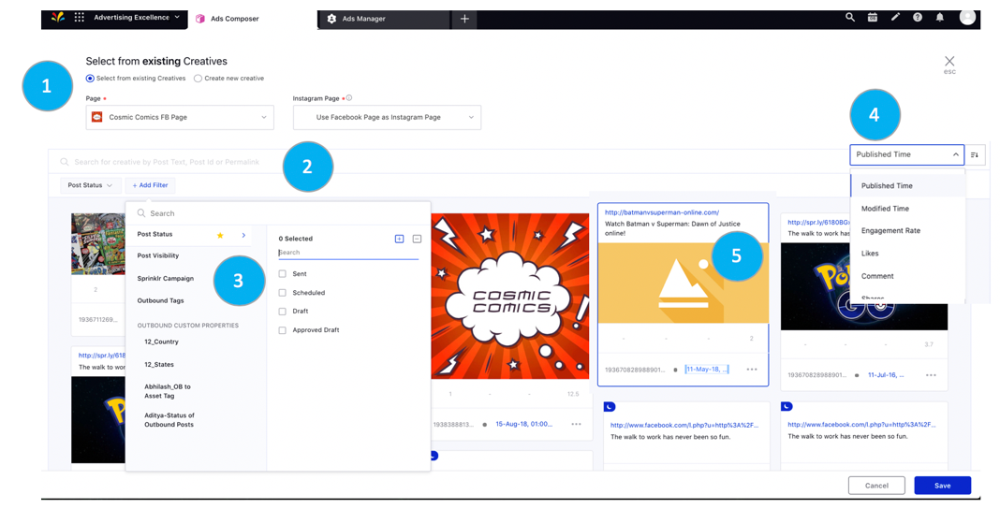 Advertising Excellence
Ads Composer
Ads Manager
Select from existing Creatives
esc
Select from existing Creatives
Create new creative
1
Page *
Instagram Page *
4
Cosmic Comics FB Page
Use Facebook Page as Instagram Page
Published Time
Search for creative by Post Text, Post Id or Permalink
2
Post Status
+ Add Filter
Published Time
Modified Time
Engagement Rate
Likes
Comment
Shares
Search
Post Status
Post Visibility
Sprinklr Campaign
Outbound Tags
3
OUTBOUND CUSTOM PROPERTIES
12_Country
12_States
Abhilash_OB to
Asset Tag
Aditya-Status of
Outbound Posts
0 Selected
Search
Sent
Scheduled
Draft
Approved Draft
2
1936711269...
http://spr.ly/618
The walk to wor
COSMIC
COMICS
1
-
-
12.5
1938388813...
15-Aug-18, 01:00...
http://batmanvsuperman-online.com/
Watch Batman v Superman: Dawn of Justice
online!
5
-
-
-
2
193670828988901...
11-May-18, ...
http://www.facebook.com/l.php?u=http%3A%2F...
The walk to work has never been so fun.
http://spr.ly/6180BG
The walk to work has
GO
-
-
-
3.7
193670828988901...
11-Jul-16, ...
http://www.facebook.com/l.php?u=http%3A%2F...
The walk to work has never been so fun.
Cancel
Save